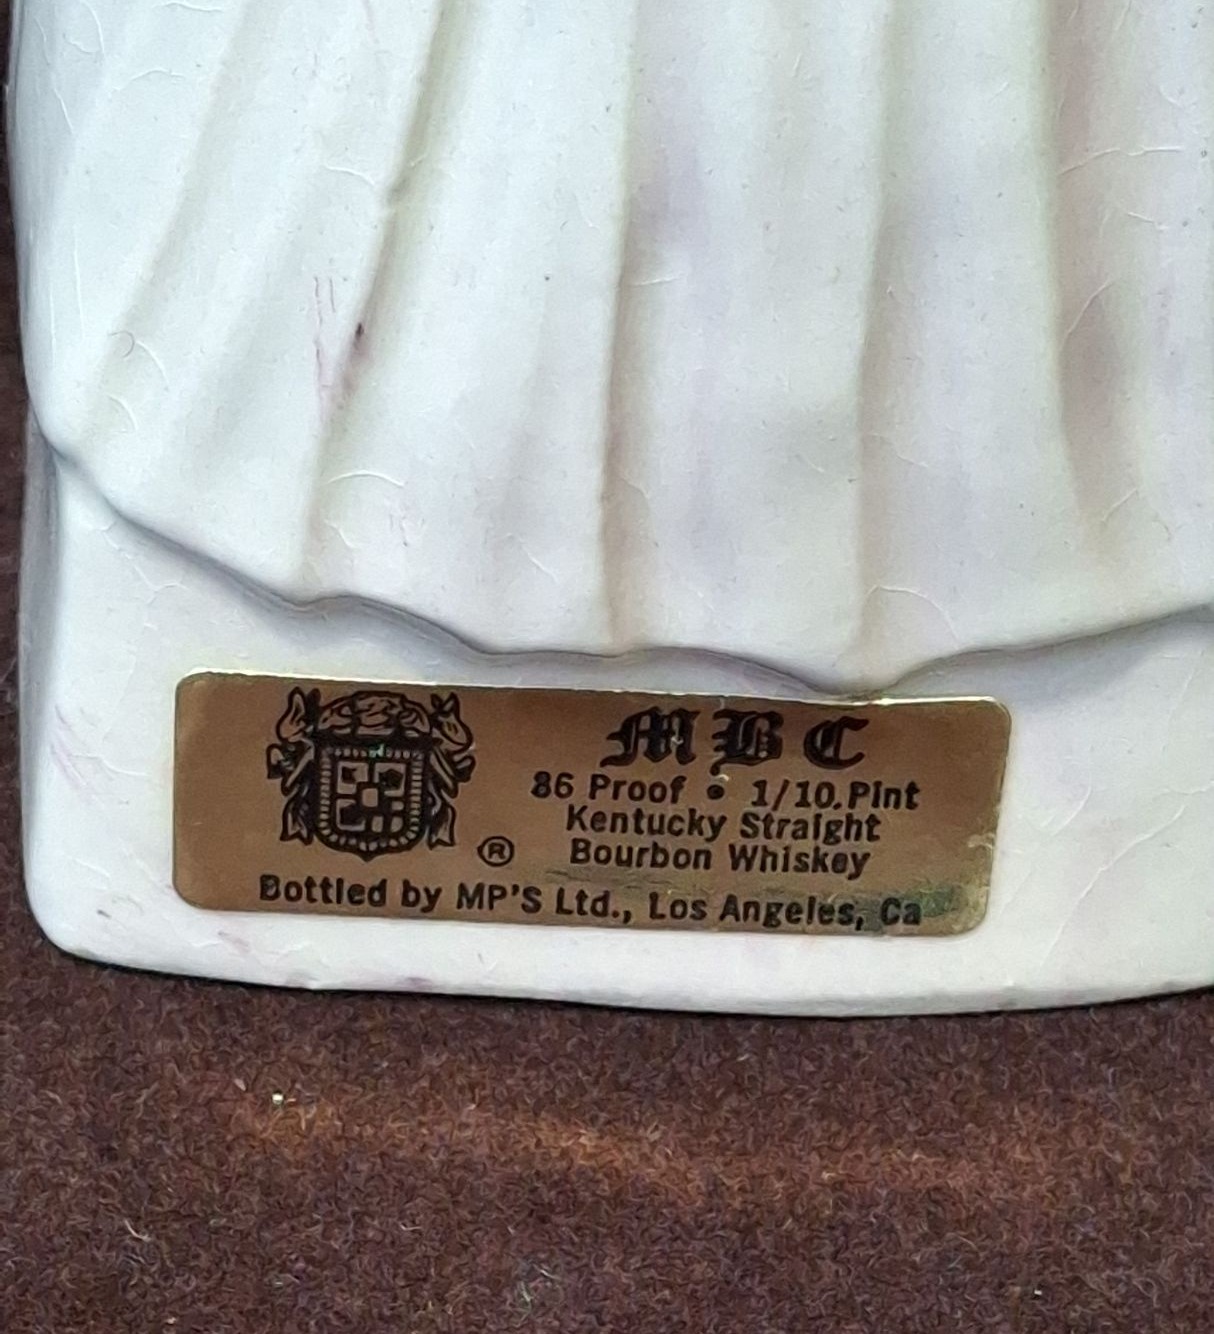 MBC
86 Proof • 1/10 Pint
Kentucky Straight
Bourbon Whiskey
®
Bottled by MP'S Ltd., Los Angeles, Ca